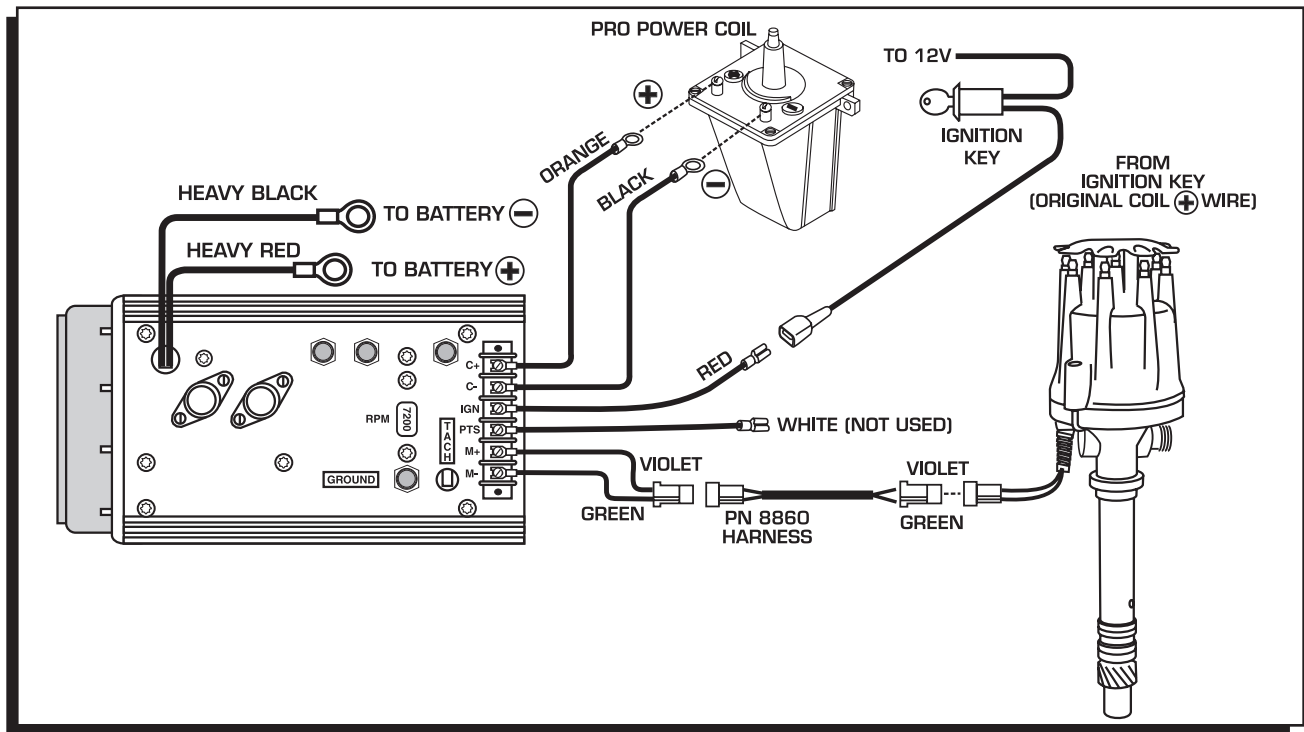 PRO POWER COIL
TO 12V
IGNITION
KEY
FROM
IGNITION KEY
(ORIGINAL COIL + WIRE)
+
ORANGE
BLACK
−
HEAVY BLACK
TO BATTERY −
HEAVY RED
TO BATTERY +
C+
C-
IGN
PTS
M+
M-
RPM
7200
TACH
GROUND
RED
WHITE (NOT USED)
VIOLET
GREEN
PN 8860
HARNESS
VIOLET
GREEN